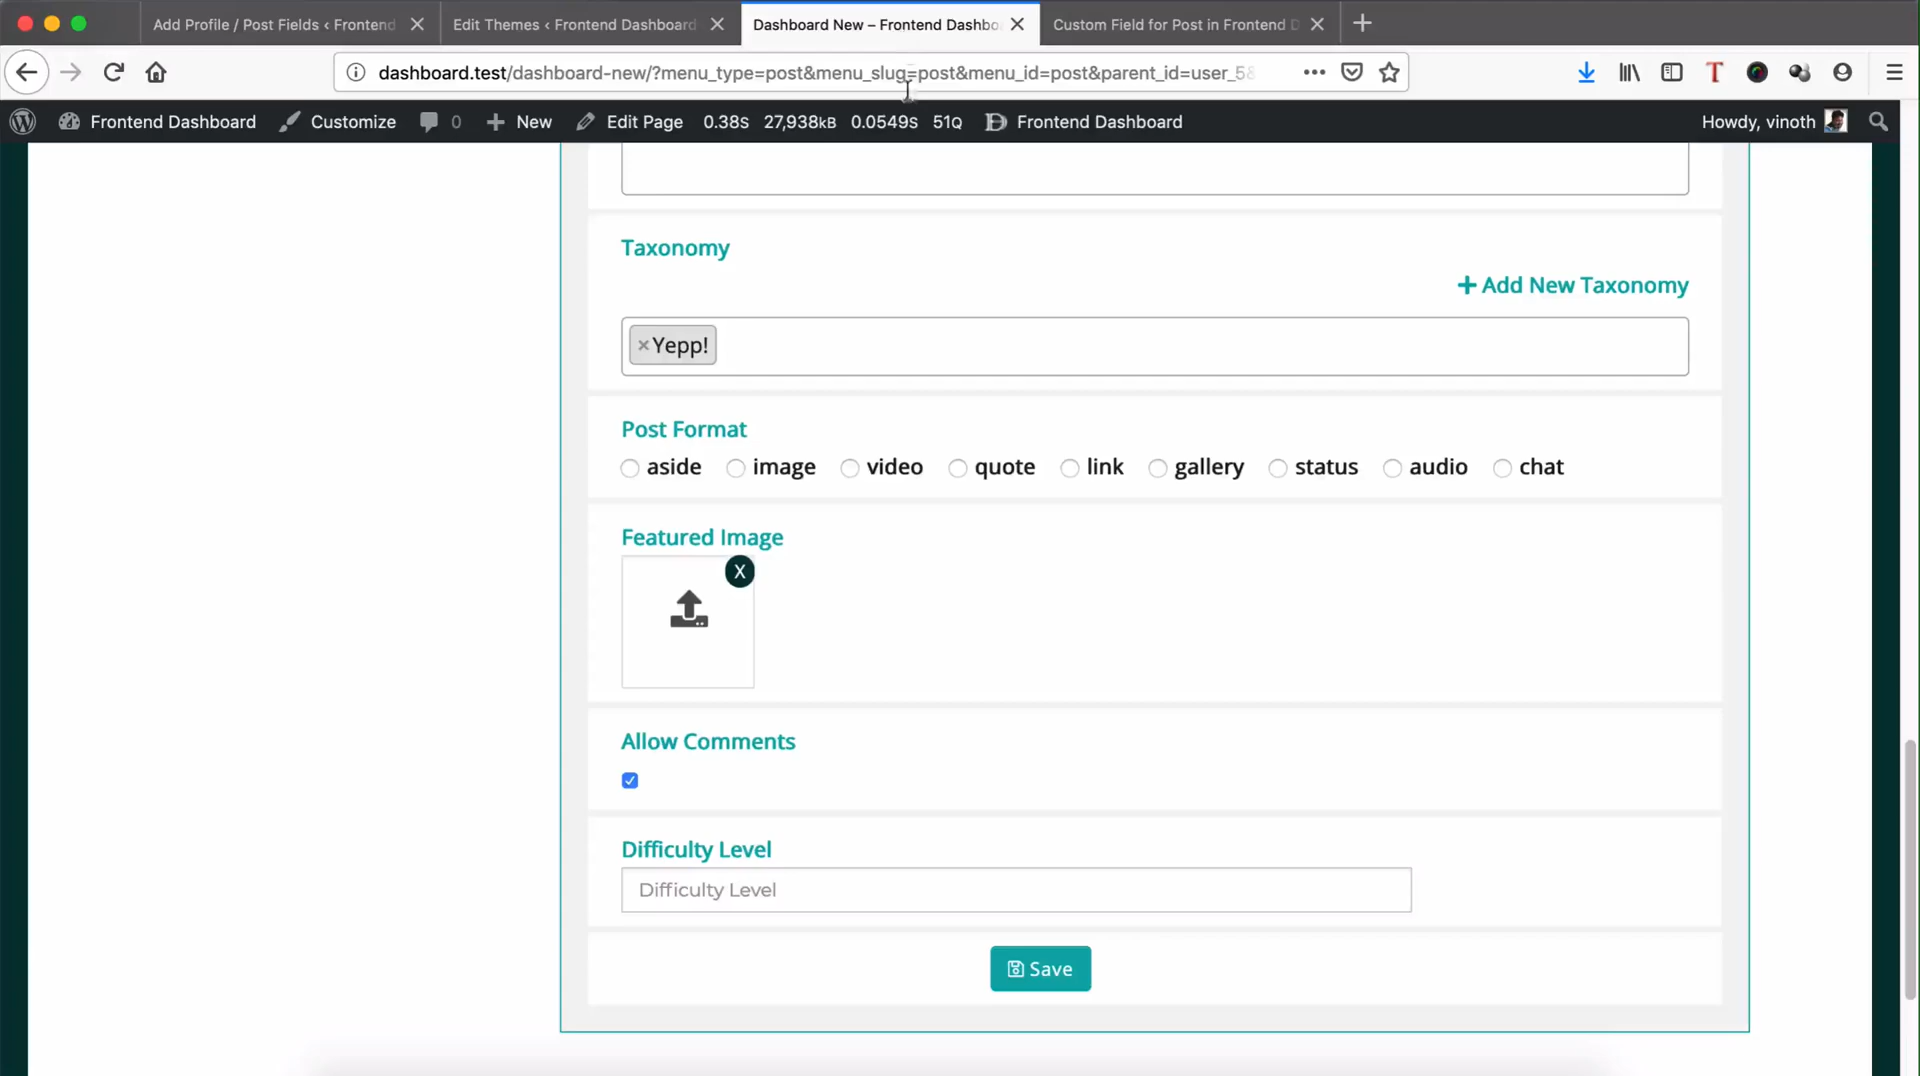 Add Profile / Post Fields ‹ Frontend
Edit Themes ‹ Frontend Dashboard
Dashboard New – Frontend Dashbo
Custom Field for Post in Frontend D
dashboard.test/dashboard-new/?menu_type=post&menu_slug=post&menu_id=post&parent_id=user_58
Frontend Dashboard
Customize
0
New
Edit Page
0.38S 27,938KB 0.0549S 51Q
Frontend Dashboard
Howdy, vinoth
Taxonomy
+ Add New Taxonomy
×Yepp!
Post Format
aside image video quote link gallery status audio chat
Featured Image
X
Allow Comments
Difficulty Level
Difficulty Level
Save